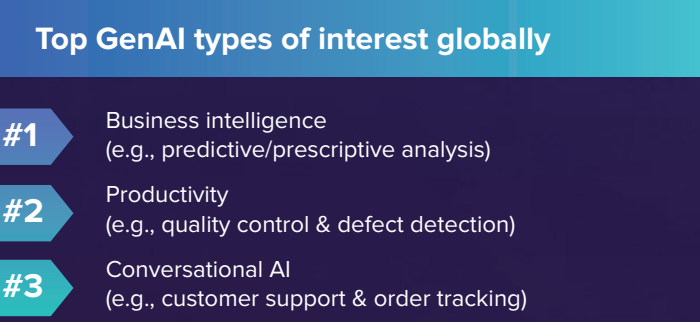 Top GenAI types of interest globally
#1
Business intelligence
(e.g., predictive/prescriptive analysis)
#2
Productivity
(e.g., quality control & defect detection)
#3
Conversational AI
(e.g., customer support & order tracking)